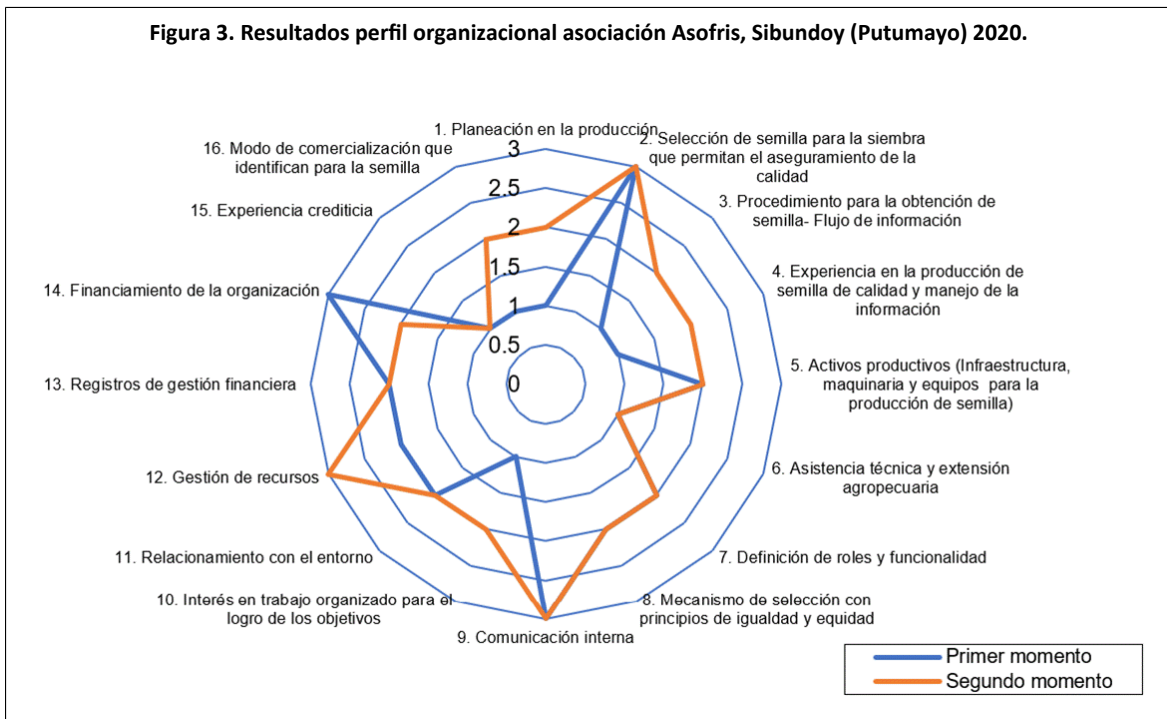 Figura 3. Resultados perfil organizacional asociación Asofris, Sibundoy (Putumayo) 2020.
1. Planeación en la producción
2. Selección de semilla para la siembra
que permitan el aseguramiento de la
calidad
3. Procedimiento para la obtención de
semilla- Flujo de información
4. Experiencia en la producción de
semilla de calidad y manejo de la
información
5. Activos productivos (Infraestructura,
maquinaria y equipos para la
producción de semilla)
6. Asistencia técnica y extensión
agropecuaria
7. Definición de roles y funcionalidad
8. Mecanismo de selección con
principios de igualdad y equidad
9. Comunicación interna
10. Interés en trabajo organizado para el
logro de los objetivos
11. Relacionamiento con el entorno
12. Gestión de recursos
13. Registros de gestión financiera
14. Financiamiento de la organización
15. Experiencia crediticia
16. Modo de comercialización que
identifican para la semilla
3
2.5
2
1.5
1
0.5
0
Primer momento
Segundo momento